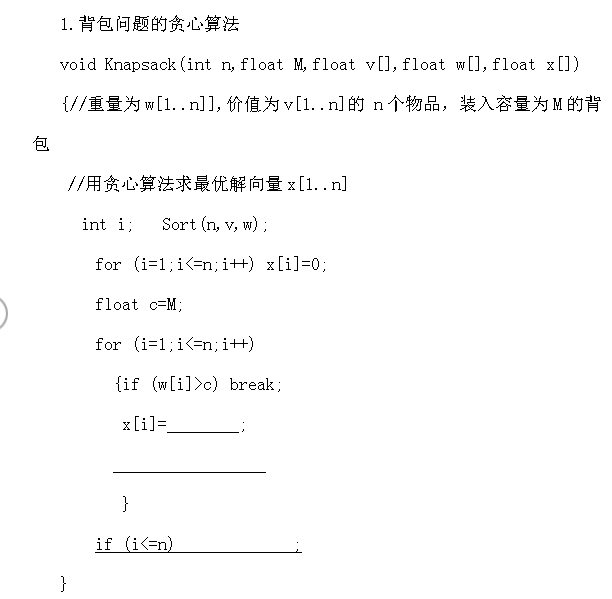 1.背包问题的贪心算法
void Knapsack(int n,float M,float v[],float w[],float x[])
{//重量为w[1..n]],价值为v[1..n]的 n个物品，装入容量为M的背
包
//用贪心算法求最优解向量x[1..n]
int i;   Sort(n,v,w);
for (i=1;i<=n;i++) x[i]=0;
float c=M;
for (i=1;i<=n;i++)
{if (w[i]>c) break;
x[i]=________;
_________________
}
if (i<=n)             ;
}